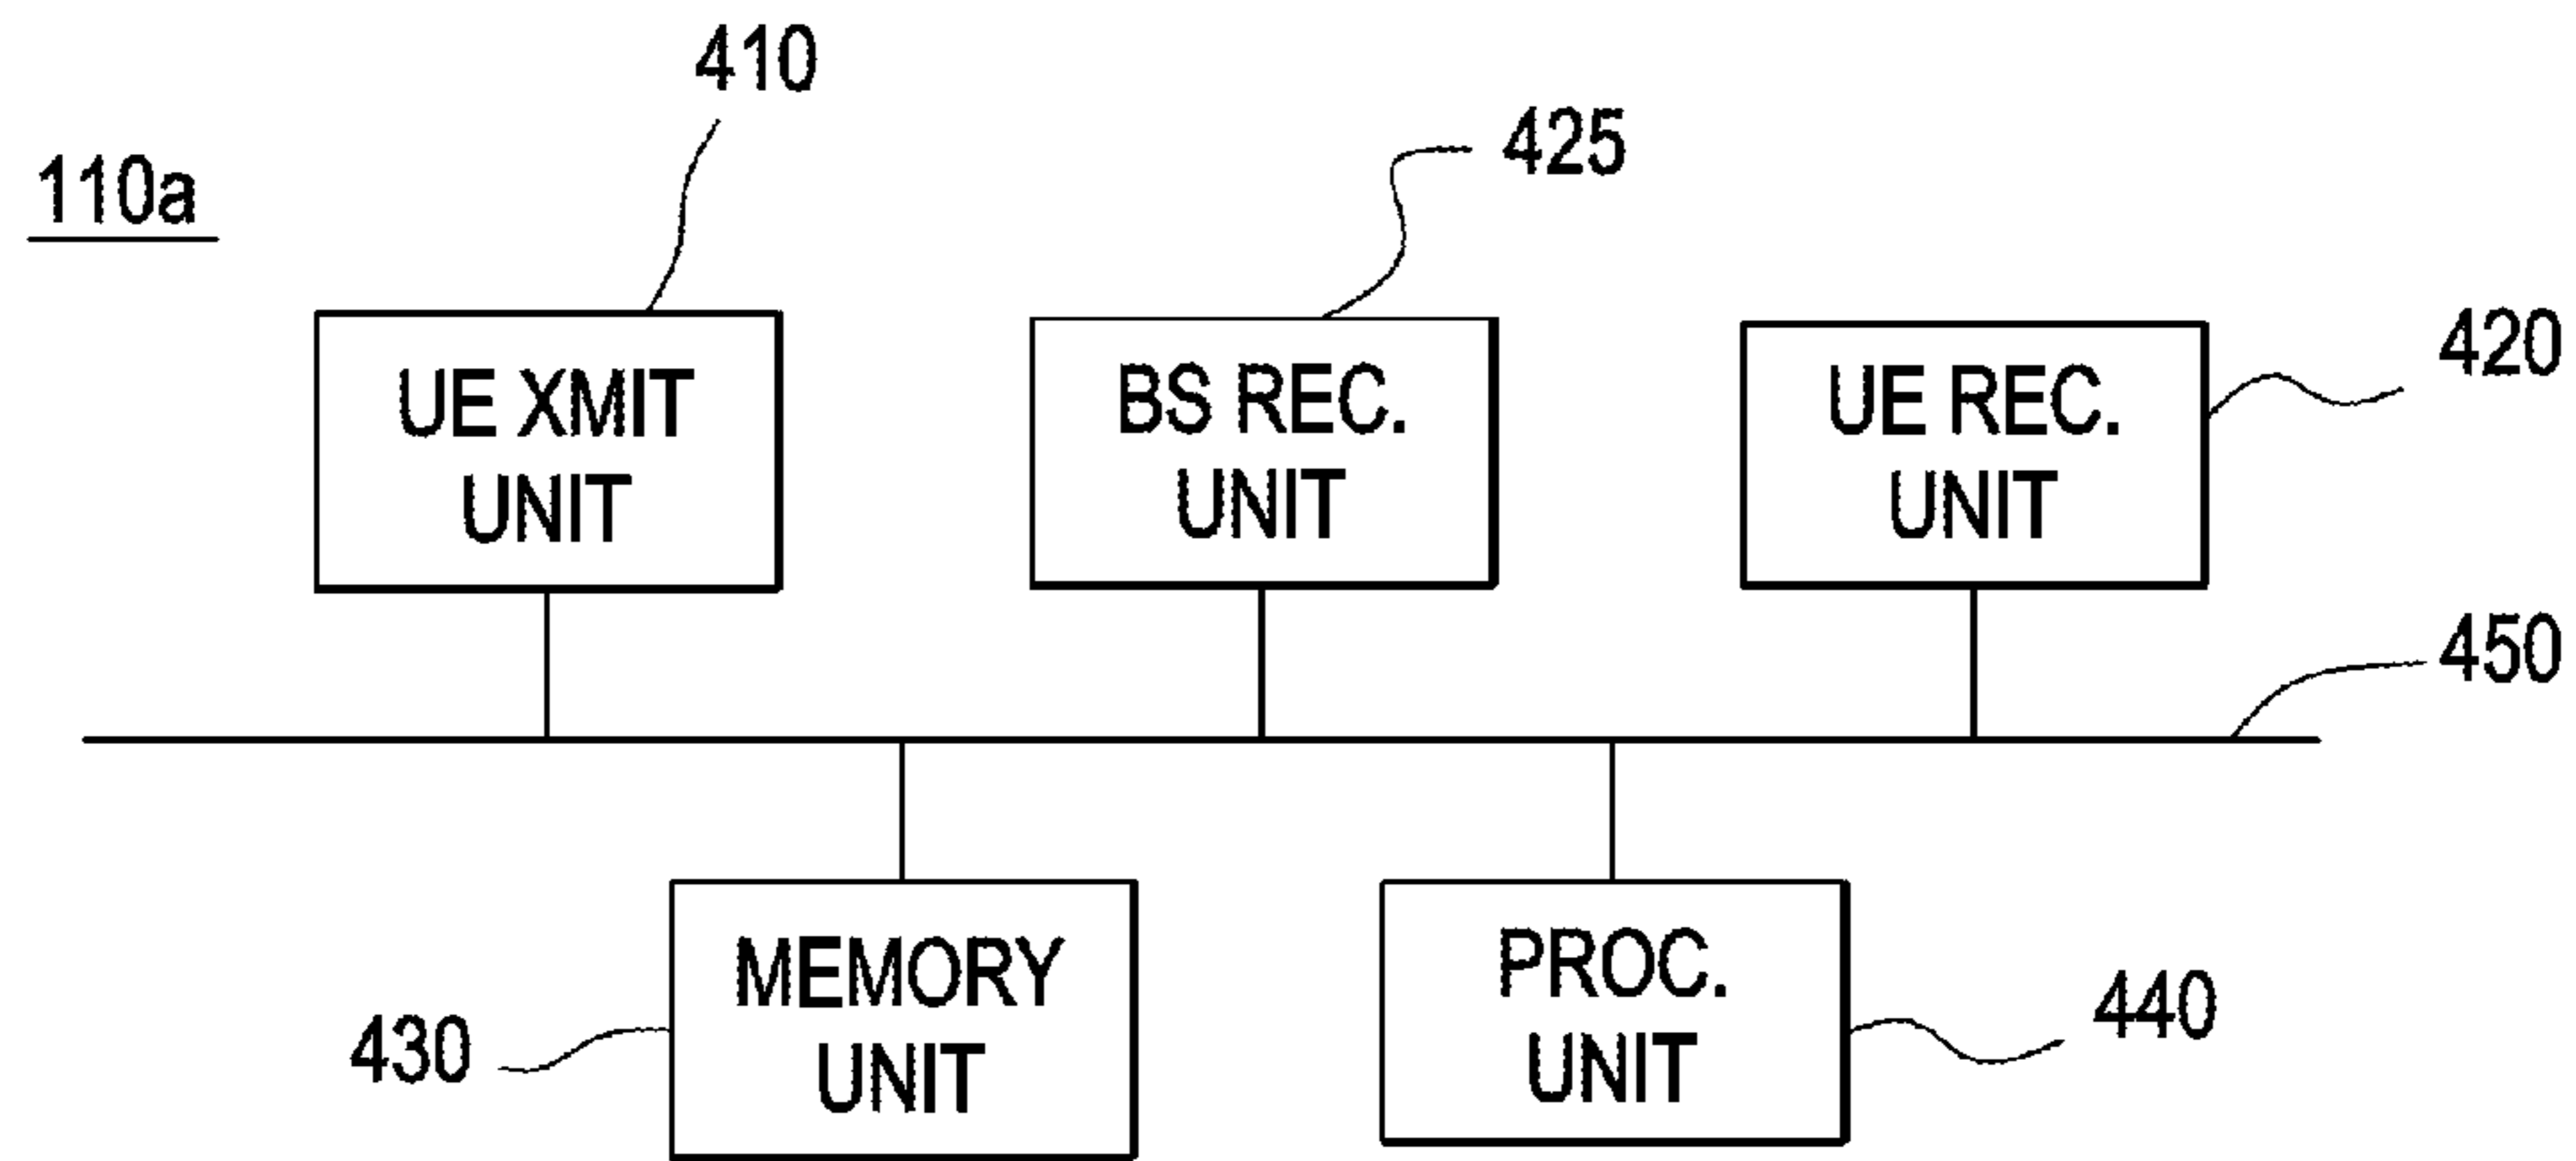 410
425
110a
UE XMIT
UNIT
BS REC.
UNIT
UE REC.
UNIT
420
450
MEMORY
UNIT
430
PROC.
UNIT
440